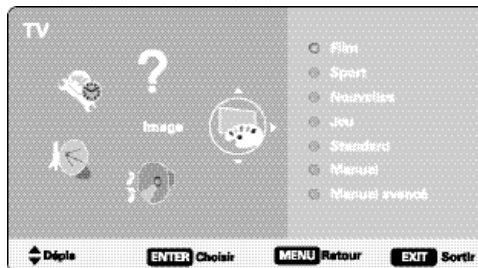 TV
?
Film
Sport
Nouvelles
Image
Jeu
Standard
Manuel
Manuel avancé
Dépla
ENTER Choisir
MENU Retour
EXIT Sortir